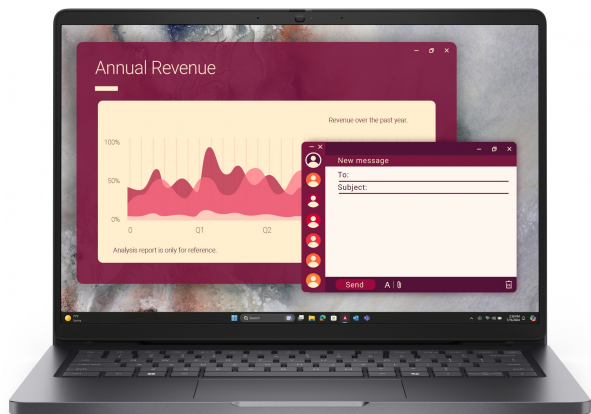 Annual Revenue
Revenue over the past year.
100%
50%
0%
0
Q1
Q2
Analysis report is only for reference.
New message
To:
Subject:
Send
A
Search